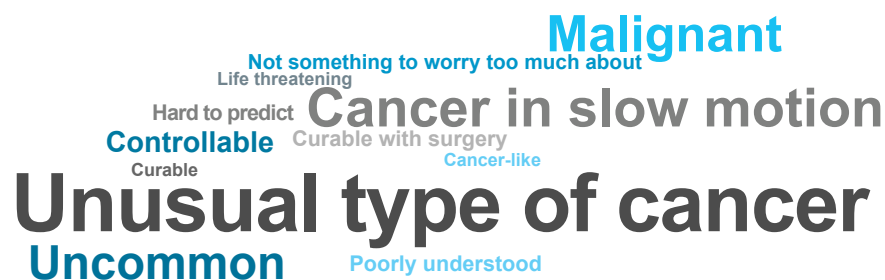 Malignant
Not something to worry too much about
Life threatening
Hard to predict
Cancer in slow motion
Controllable
Curable with surgery
Cancer-like
Curable
Unusual type of cancer
Uncommon
Poorly understood